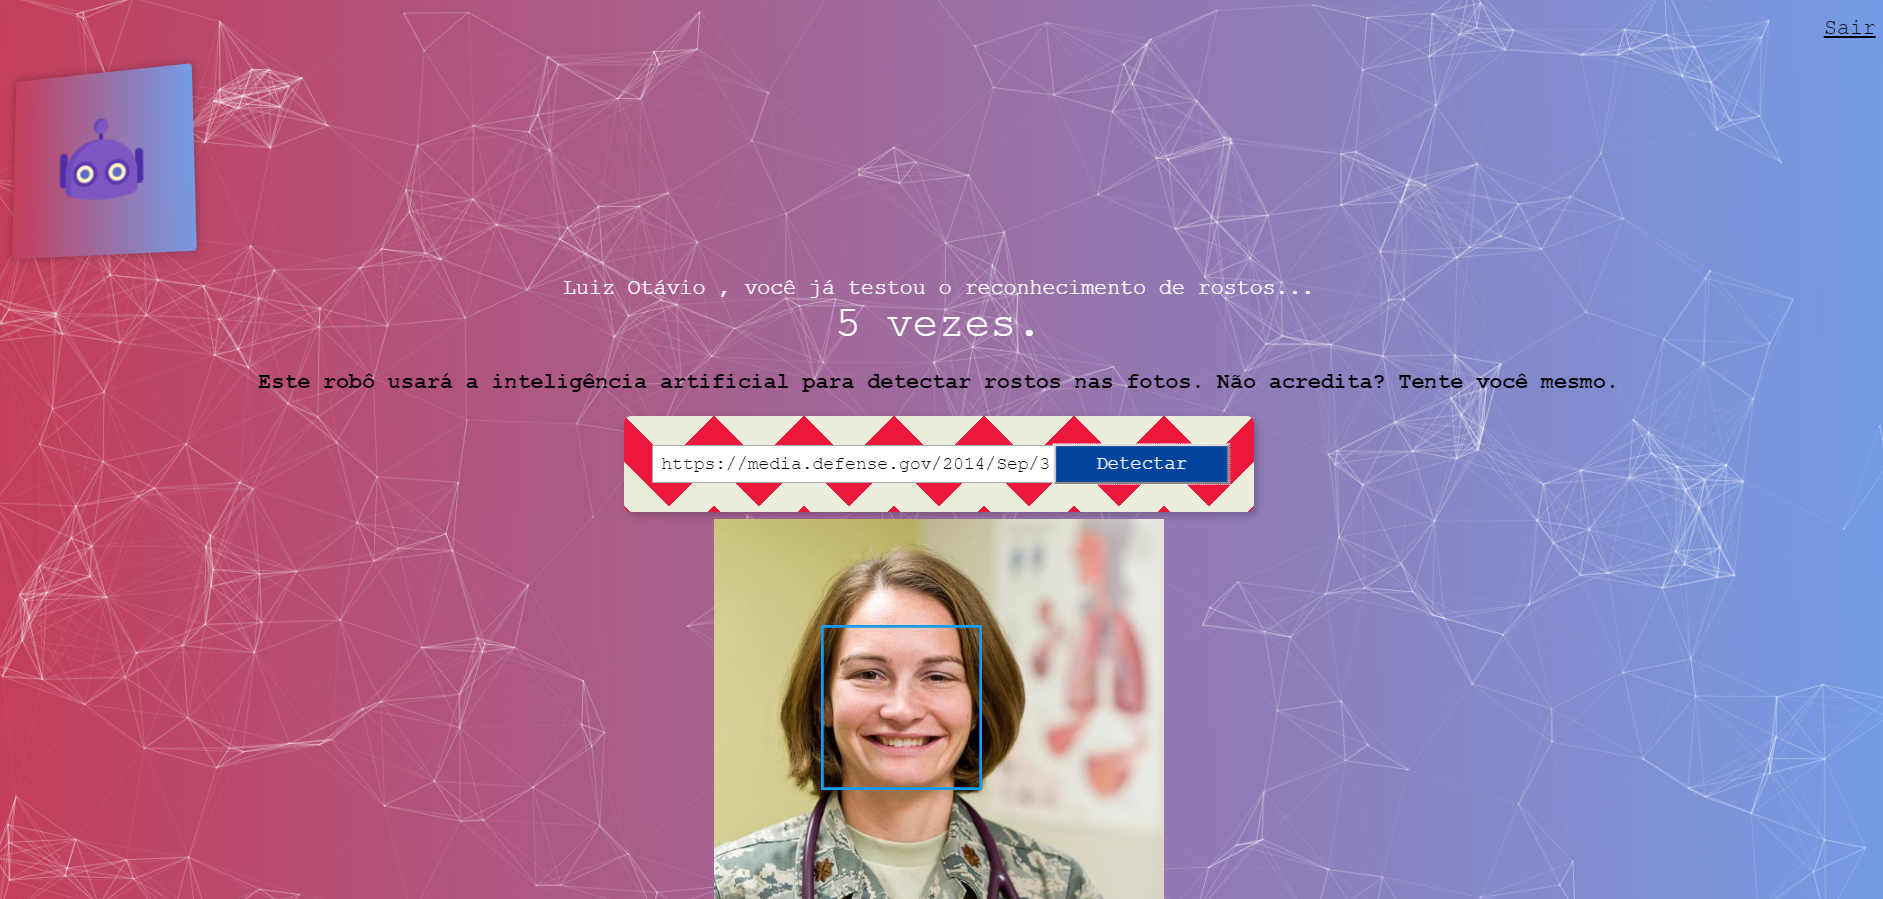 Sair
Luiz Otávio , você já testou o reconhecimento de rostos...
5 vezes.
Este robô usará a inteligência artificial para detectar rostos nas fotos. Não acredita? Tente você mesmo.
https://media.defense.gov/2014/Sep/3
Detectar